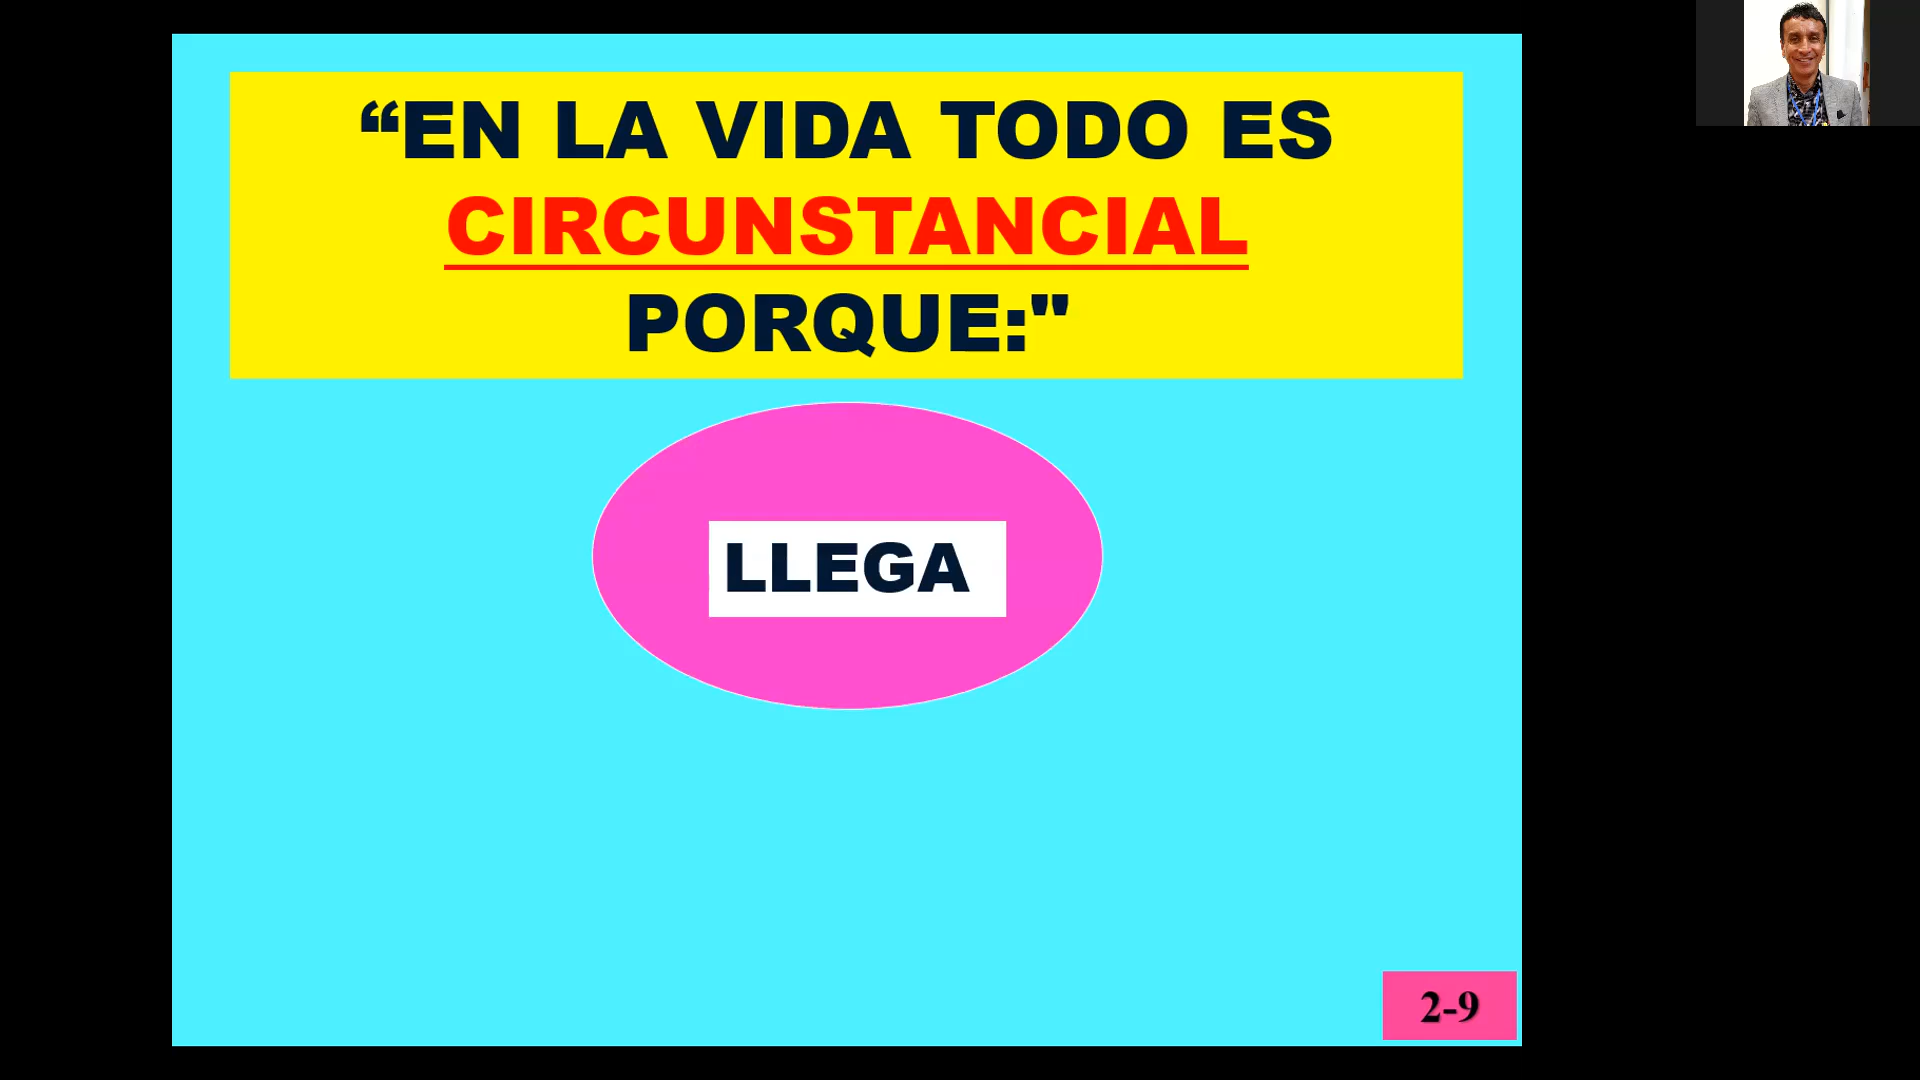 “EN LA VIDA TODO ES
CIRCUNSTANCIAL
PORQUE:"
LLEGA
2-9